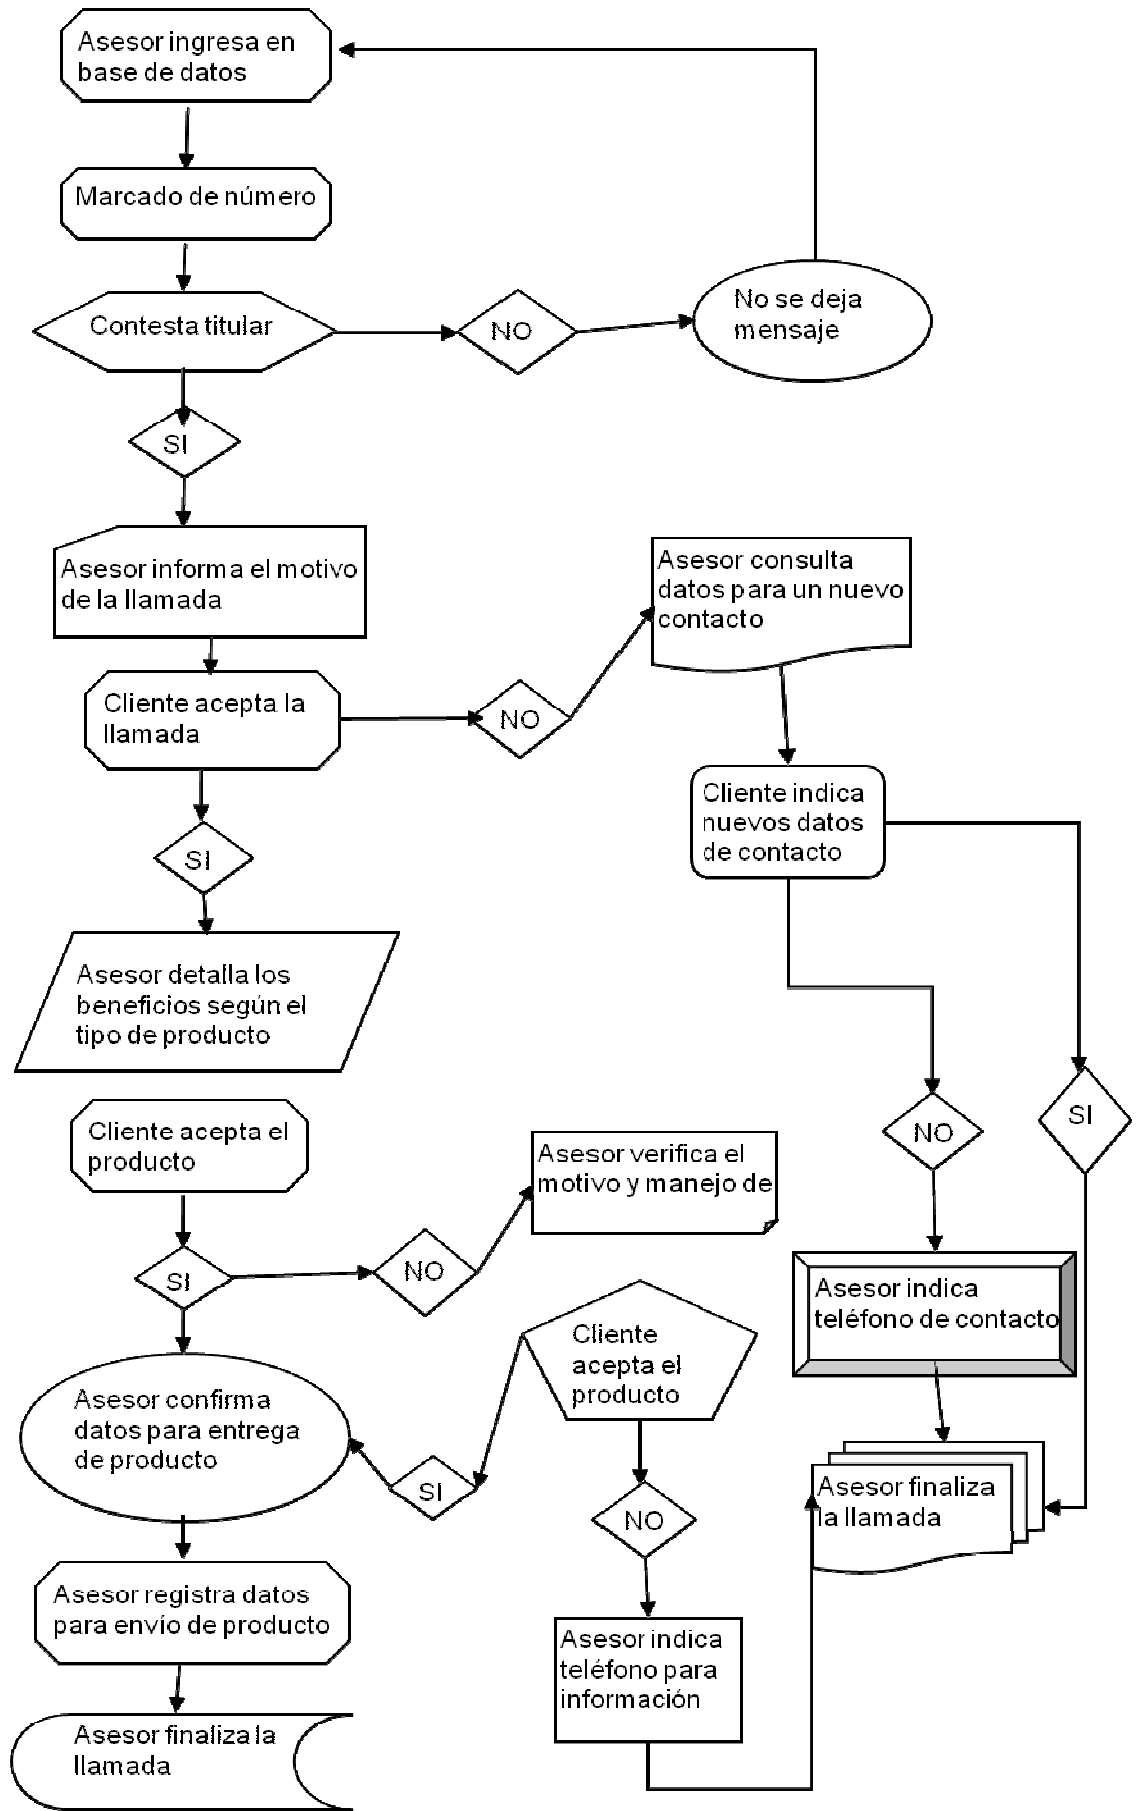 Asesor ingresa en
base de datos
Marcado de número
Contesta titular
NO
No se deja
mensaje
SI
Asesor informa el motivo
de la llamada
Asesor consulta
datos para un nuevo
contacto
Cliente acepta la
llamada
NO
Cliente indica
nuevos datos
de contacto
SI
Asesor detalla los
beneficios según el
tipo de producto
NO
SI
Cliente acepta el
producto
Asesor verifica el
motivo y manejo de
SI
NO
Asesor indica
teléfono de contacto
Cliente
acepta el
producto
Asesor confirma
datos para entrega
de producto
SI
NO
Asesor finaliza
la llamada
Asesor registra datos
para envío de producto
Asesor indica
teléfono para
información
Asesor finaliza la
llamada